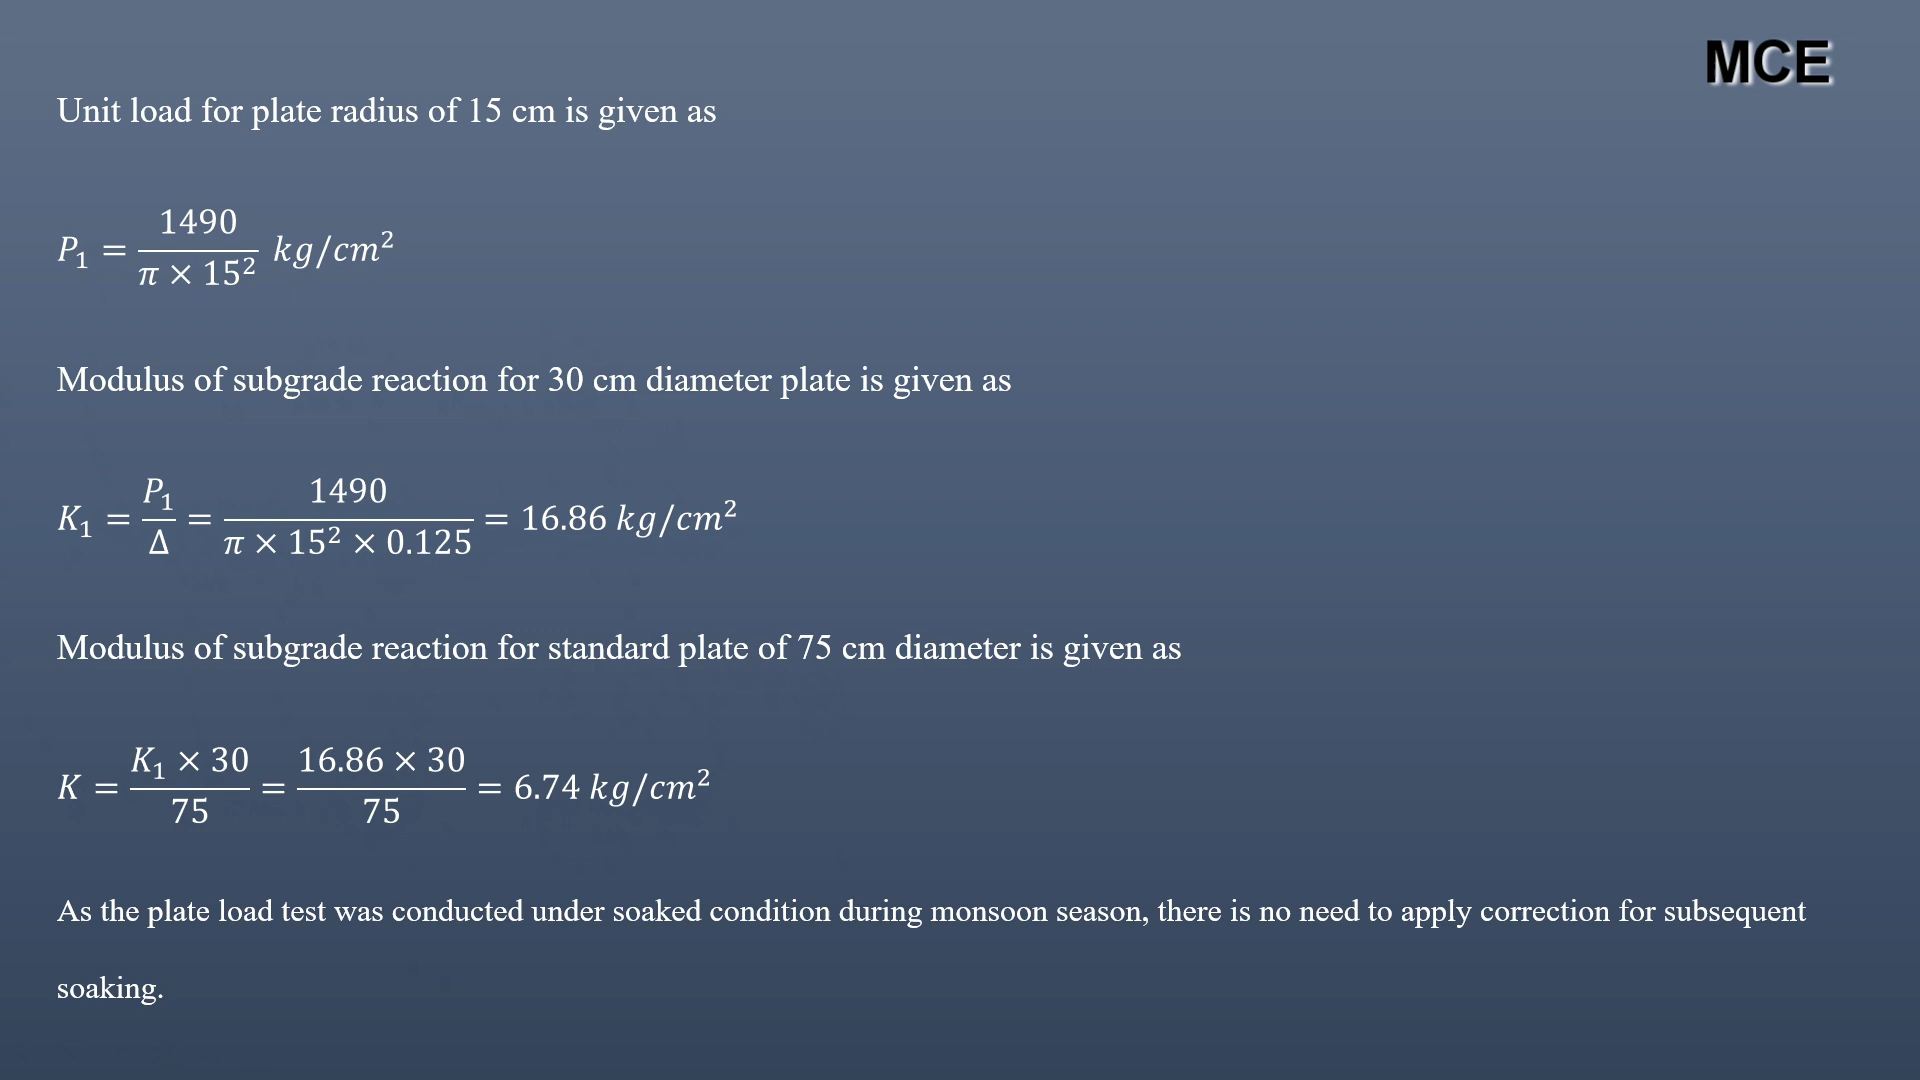 MCE
Unit load for plate radius of 15 cm is given as
P₁ = 1490 / (π × 15²) kg/cm²
Modulus of subgrade reaction for 30 cm diameter plate is given as
K₁ = P₁/Δ = 1490 / (π × 15² × 0.125) = 16.86 kg/cm²
Modulus of subgrade reaction for standard plate of 75 cm diameter is given as
K = (K₁ × 30)/75 = (16.86 × 30)/75 = 6.74 kg/cm²
As the plate load test was conducted under soaked condition during monsoon season, there is no need to apply correction for subsequent
soaking.